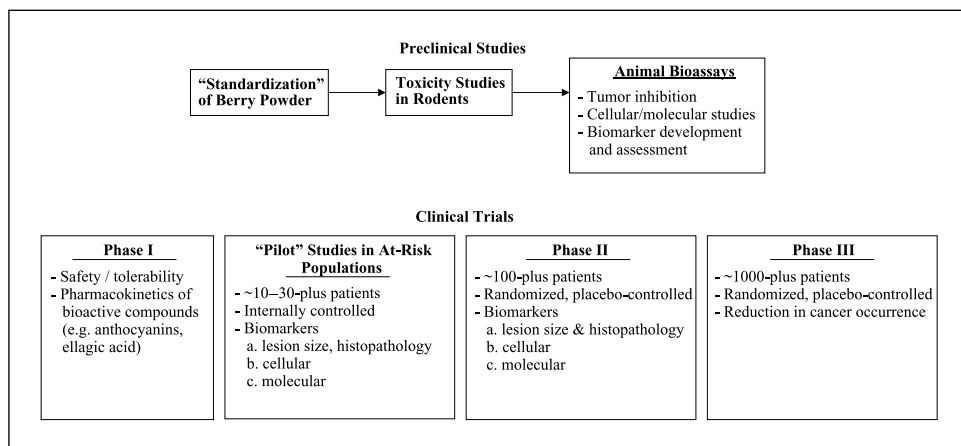 Preclinical Studies
“Standardization”
of Berry Powder
Toxicity Studies
in Rodents
Animal Bioassays
- Tumor inhibition
- Cellular/molecular studies
- Biomarker development
and assessment
Clinical Trials
Phase I
- Safety / tolerability
- Pharmacokinetics of
bioactive compounds
(e.g. anthocyanins,
ellagic acid)
“Pilot” Studies in At-Risk
Populations
- ~10–30-plus patients
- Internally controlled
- Biomarkers
a. lesion size, histopathology
b. cellular
c. molecular
Phase II
- ~100-plus patients
- Randomized, placebo-controlled
- Biomarkers
a. lesion size & histopathology
b. cellular
c. molecular
Phase III
- ~1000-plus patients
- Randomized, placebo-controlled
- Reduction in cancer occurrence